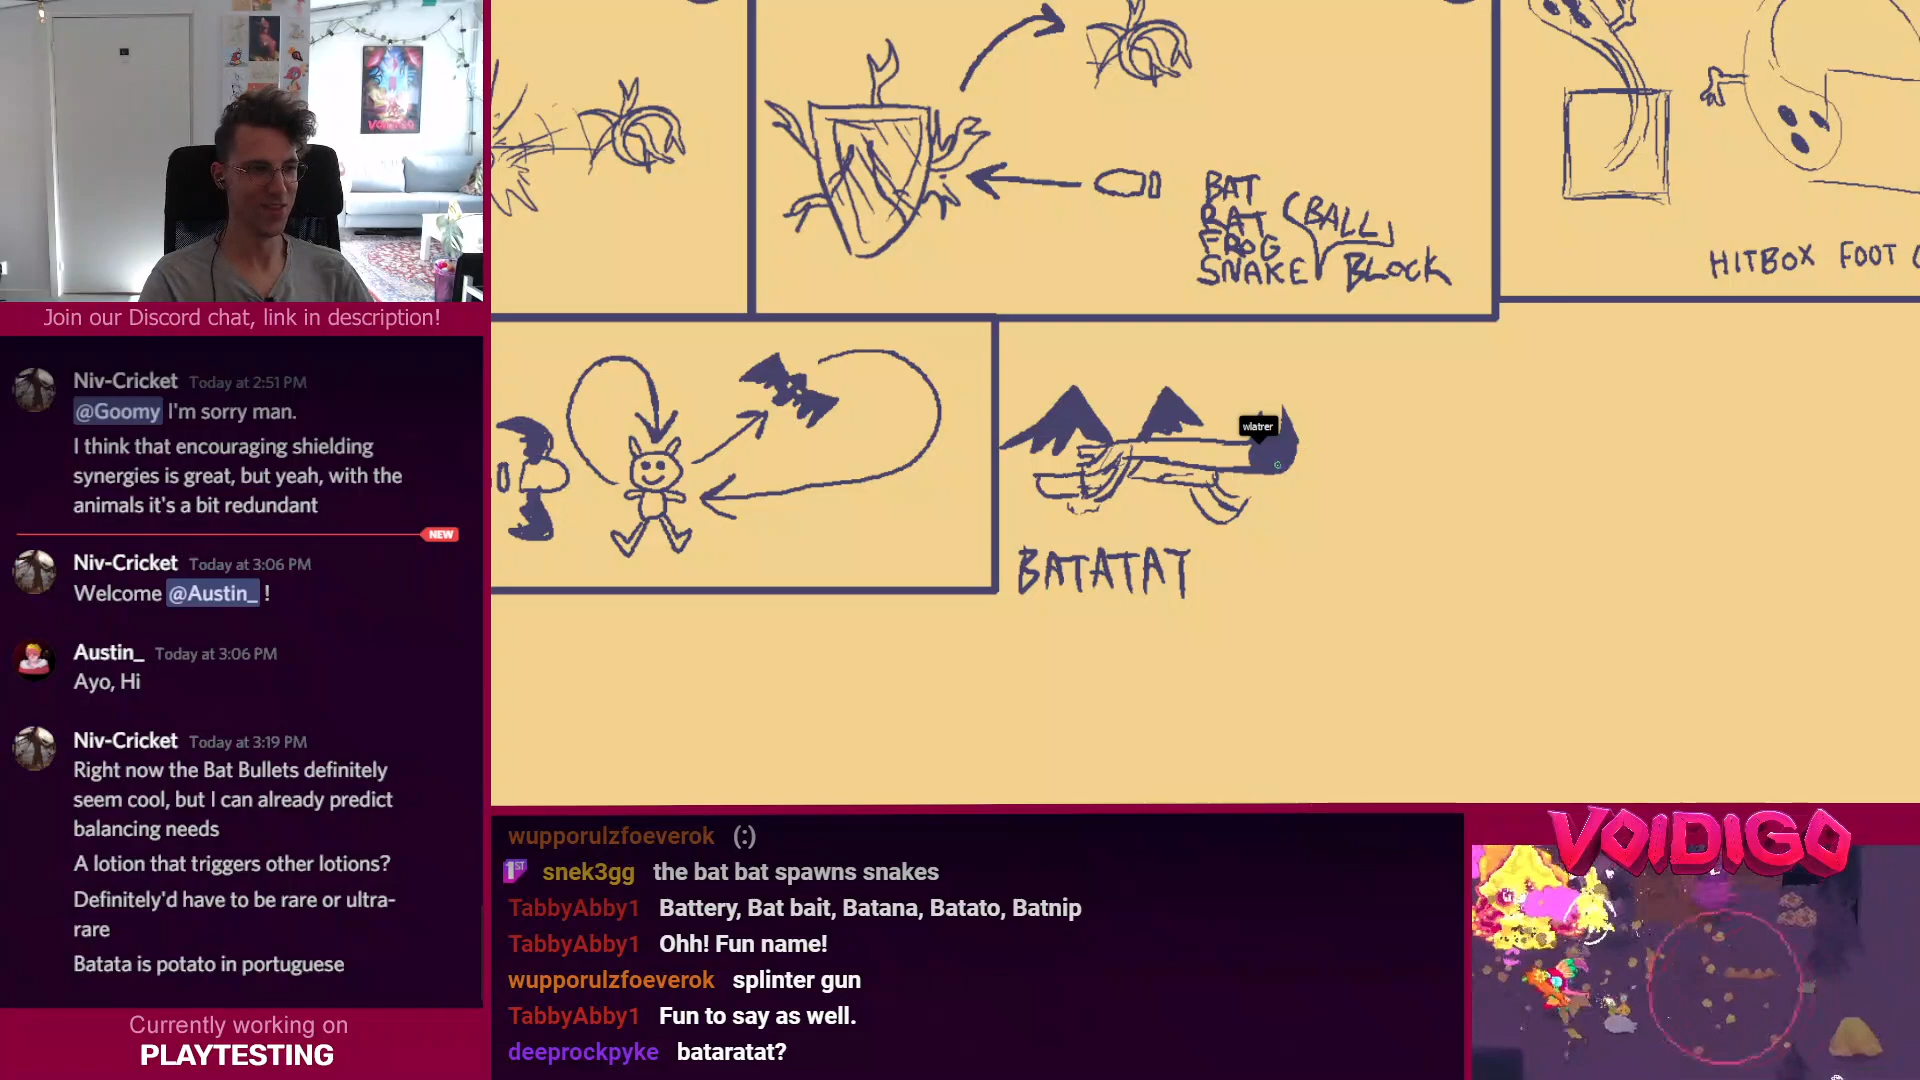 VOIDIGO
Join our Discord chat, link in description!
Niv-Cricket Today at 2:51 PM
@Goomy I'm sorry man.
I think that encouraging shielding
synergies is great, but yeah, with the
animals it's a bit redundant
NEW
Niv-Cricket Today at 3:06 PM
Welcome @Austin_ !
Austin_ Today at 3:06 PM
Ayo, Hi
Niv-Cricket Today at 3:19 PM
Right now the Bat Bullets definitely
seem cool, but I can already predict
balancing needs
A lotion that triggers other lotions?
Definitely'd have to be rare or ultra-
rare
Batata is potato in portuguese
Currently working on
PLAYTESTING
BAT
RAT
FROG
SNAKE
(BALL)
BLOCK
HITBOX FOOT
wlatrer
BATATAT
wupporulzfoeverok (:)
1ST snek3gg the bat bat spawns snakes
TabbyAbby1 Battery, Bat bait, Batana, Batato, Batnip
TabbyAbby1 Ohh! Fun name!
wupporulzfoeverok splinter gun
TabbyAbby1 Fun to say as well.
deeprockpyke bataratat?
VOIDIGO